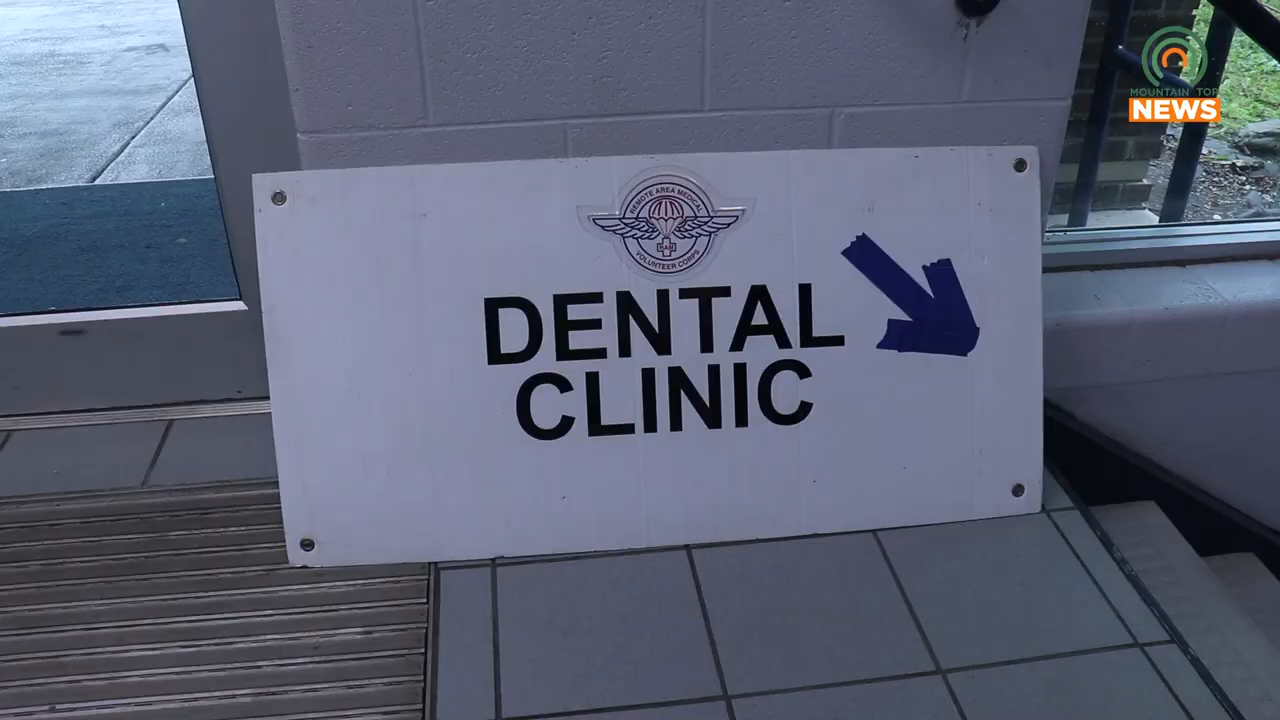 MOUNTAIN TOP
NEWS
REMOTE AREA MEDICAL
RAM
VOLUNTEER CORPS
DENTAL
CLINIC